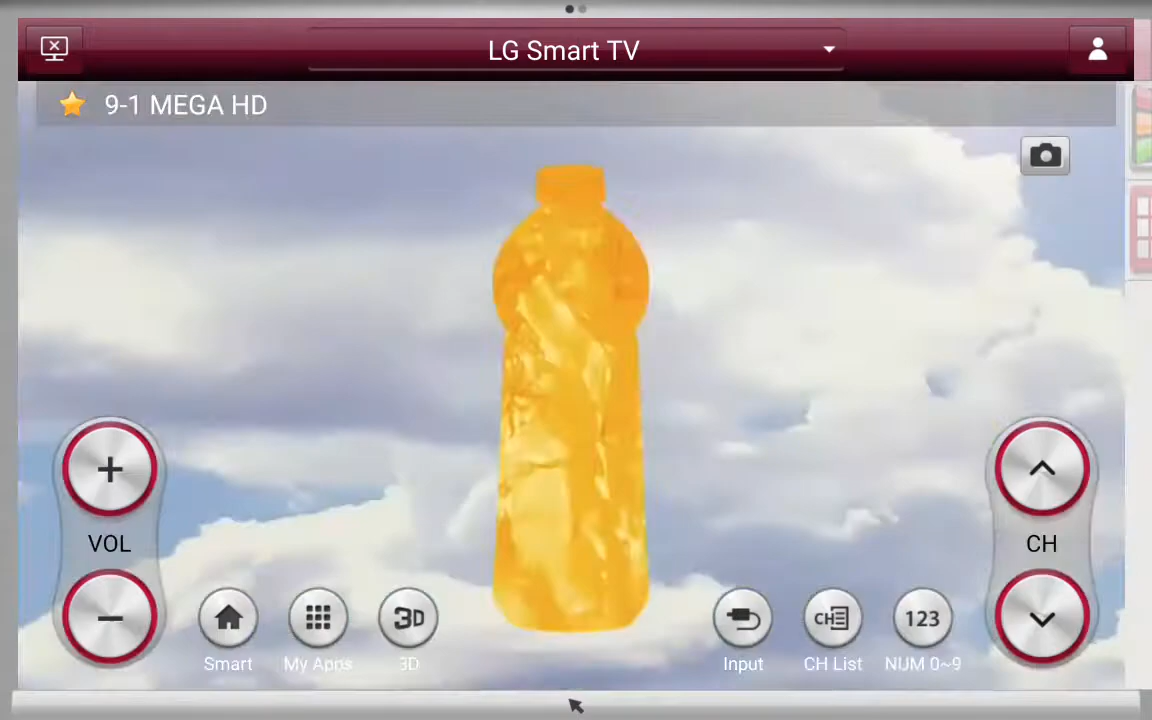 LG Smart TV
9-1 MEGA HD
VOL
CH
3D
CH
123
Smart
My Apps
3D
Input
CH List
NUM 0~9